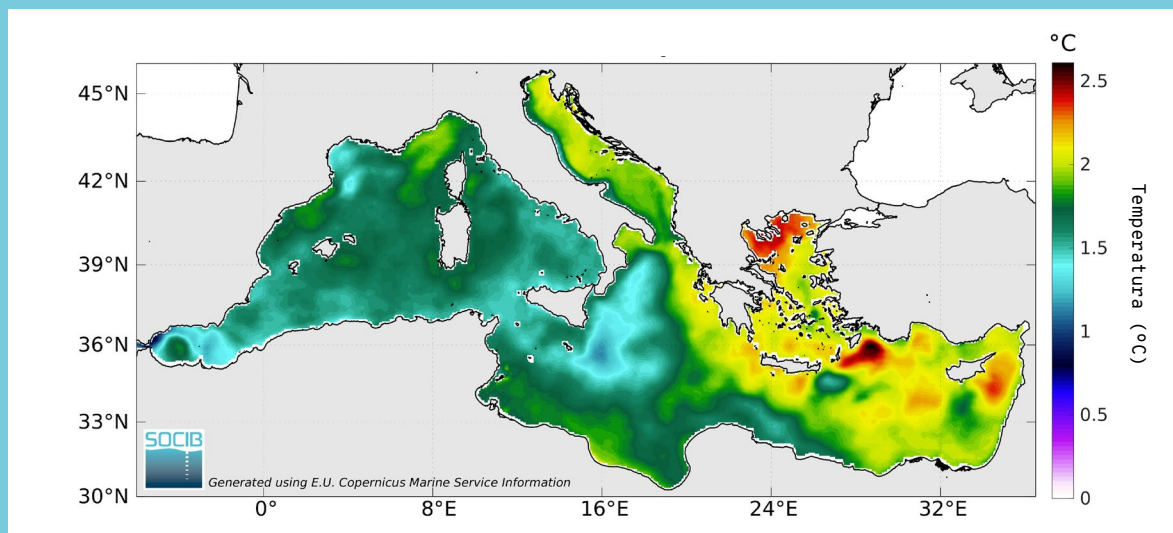 °C
45°N
42°N
39°N
36°N
33°N
30°N
0°
8°E
16°E
24°E
32°E
2.5
2
1.5
1
0.5
0
Temperatura (ºC)
SOCIB
Generated using E.U. Copernicus Marine Service Information